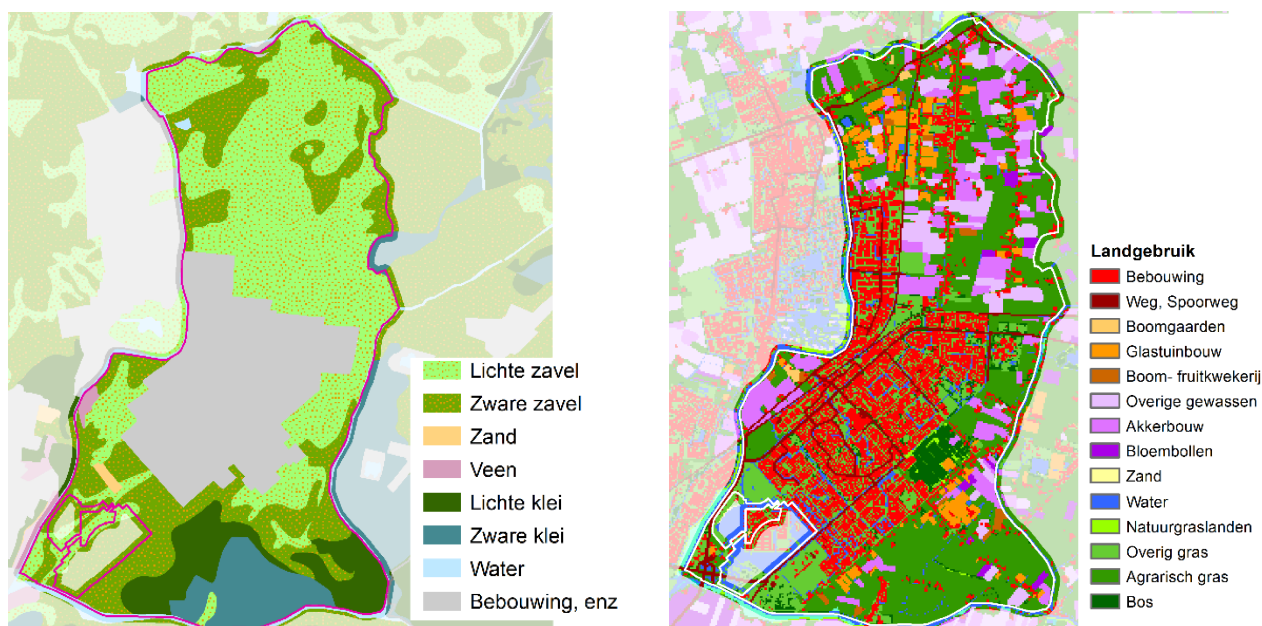 Lichte zavel
Zware zavel
Zand
Veen
Lichte klei
Zware klei
Water
Bebouwing, enz
Landgebruik
Bebouwing
Weg, Spoorweg
Boomgaarden
Glastuinbouw
Boom- fruitkwekerij
Overige gewassen
Akkerbouw
Bloembollen
Zand
Water
Natuurgraslanden
Overig gras
Agrarisch gras
Bos